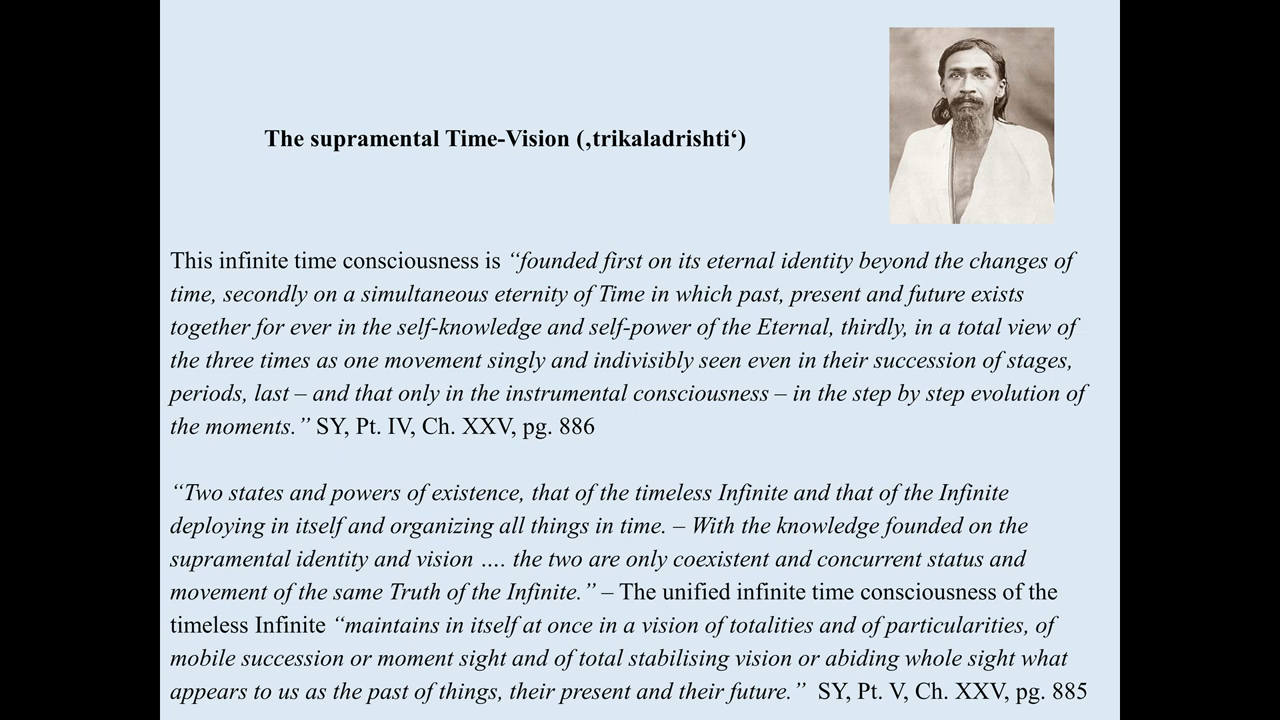 The supramental Time-Vision (‚trikaladrishti‘)
This infinite time consciousness is “founded first on its eternal identity beyond the changes of
time, secondly on a simultaneous eternity of Time in which past, present and future exists
together for ever in the self-knowledge and self-power of the Eternal, thirdly, in a total view of
the three times as one movement singly and indivisibly seen even in their succession of stages,
periods, last – and that only in the instrumental consciousness – in the step by step evolution of
the moments.” SY, Pt. IV, Ch. XXV, pg. 886
“Two states and powers of existence, that of the timeless Infinite and that of the Infinite
deploying in itself and organizing all things in time. – With the knowledge founded on the
supramental identity and vision …. the two are only coexistent and concurrent status and
movement of the same Truth of the Infinite.” – The unified infinite time consciousness of the
timeless Infinite “maintains in itself at once in a vision of totalities and of particularities, of
mobile succession or moment sight and of total stabilising vision or abiding whole sight what
appears to us as the past of things, their present and their future.” SY, Pt. V, Ch. XXV, pg. 885